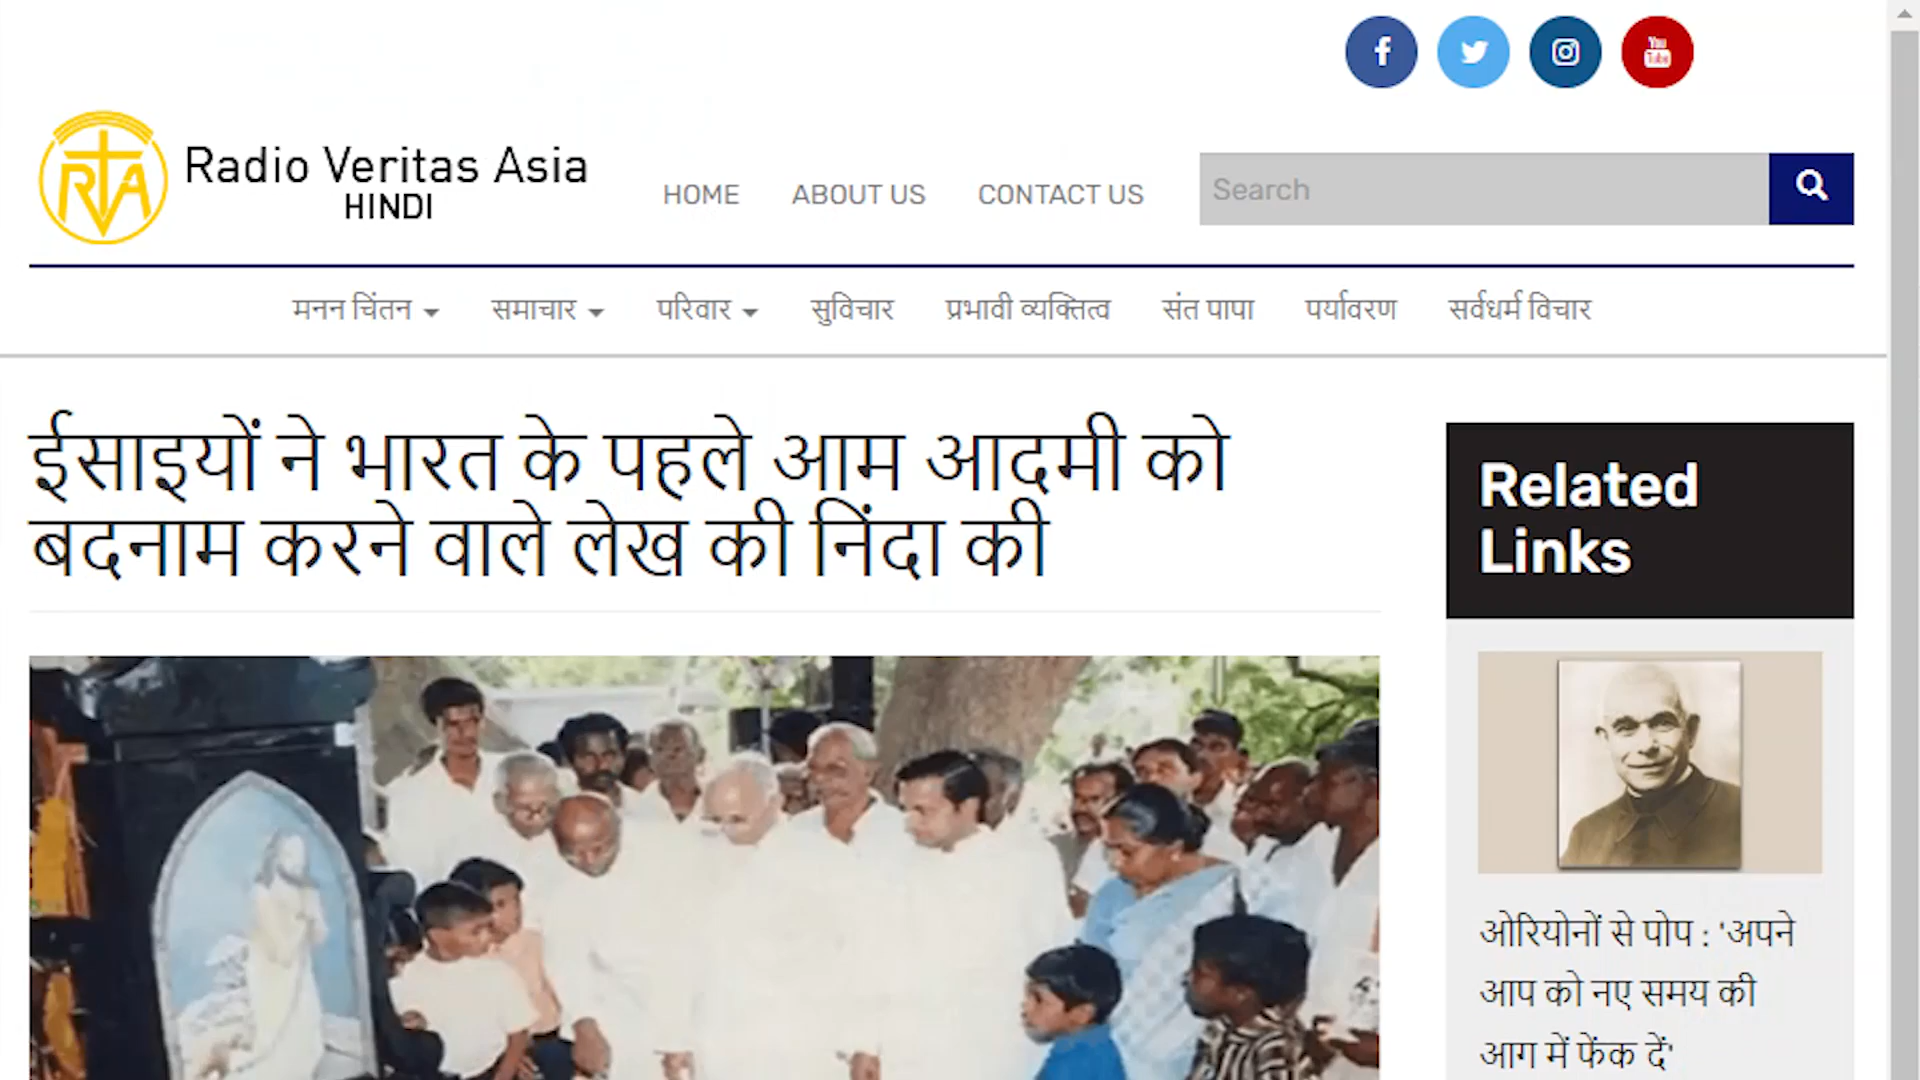 Radio Veritas Asia
HINDI
HOME ABOUT US CONTACT US
Search
मनन चिंतन समाचार परिवार सुविचार प्रभावी व्यक्तित्व संत पापा पर्यावरण सर्वधर्म विचार
ईसाइयों ने भारत के पहले आम आदमी को
बदनाम करने वाले लेख की निंदा की
Related
Links
ओरियोनों से पोप : 'अपने
आप को नए समय की
आग में फेंक दें'